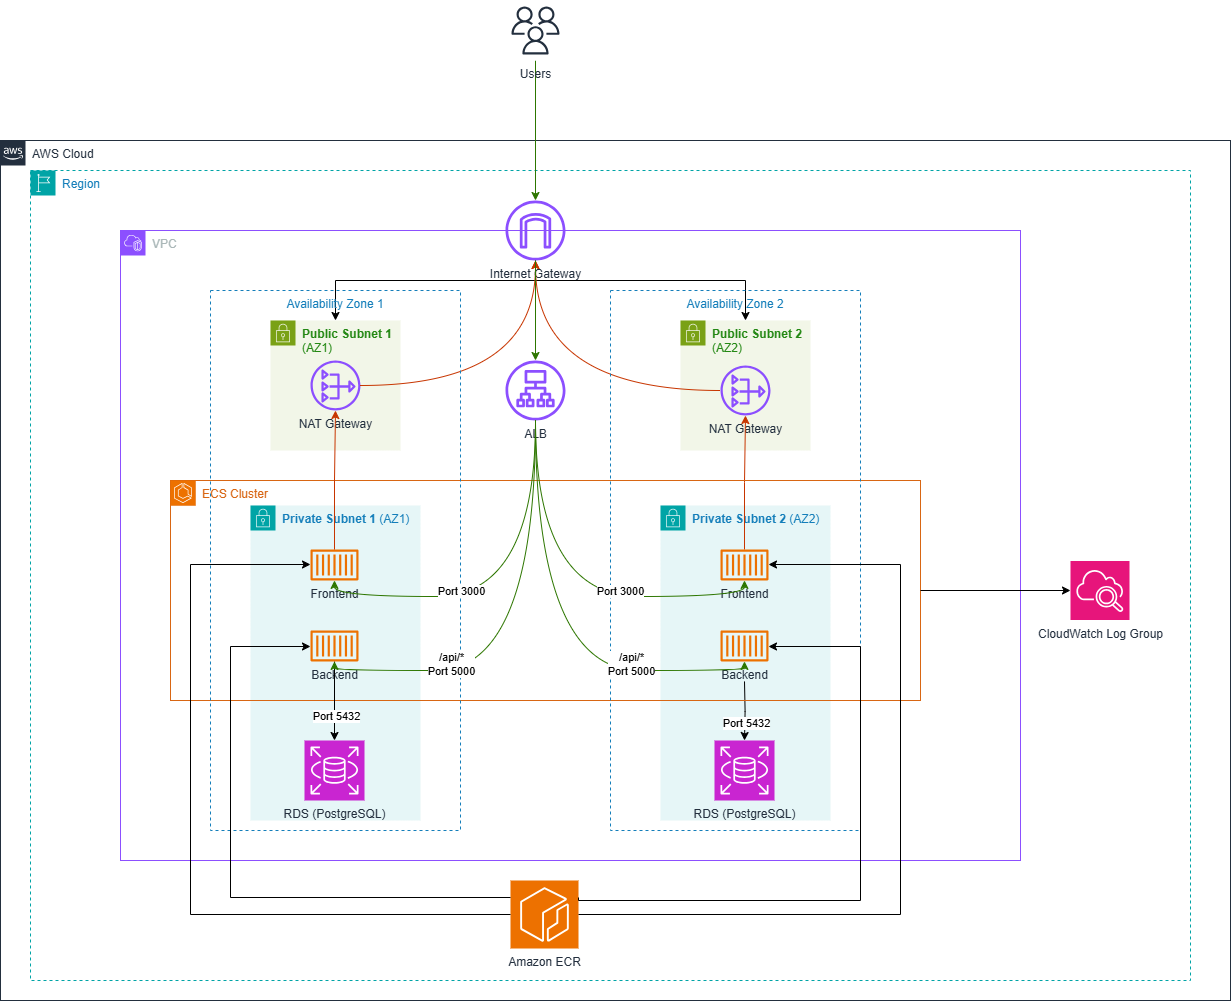 Users
aws
AWS Cloud
Region
VPC
Internet Gateway
Availability Zone 1
Availability Zone 2
Public Subnet 1
(AZ1)
Public Subnet 2
(AZ2)
NAT Gateway
ALB
NAT Gateway
ECS Cluster
Private Subnet 1 (AZ1)
Private Subnet 2 (AZ2)
Frontend
Port 3000
Port 3000
Frontend
/api/*
Port 5000
/api/*
Port 5000
Backend
Backend
CloudWatch Log Group
Port 5432
Port 5432
RDS (PostgreSQL)
RDS (PostgreSQL)
Amazon ECR